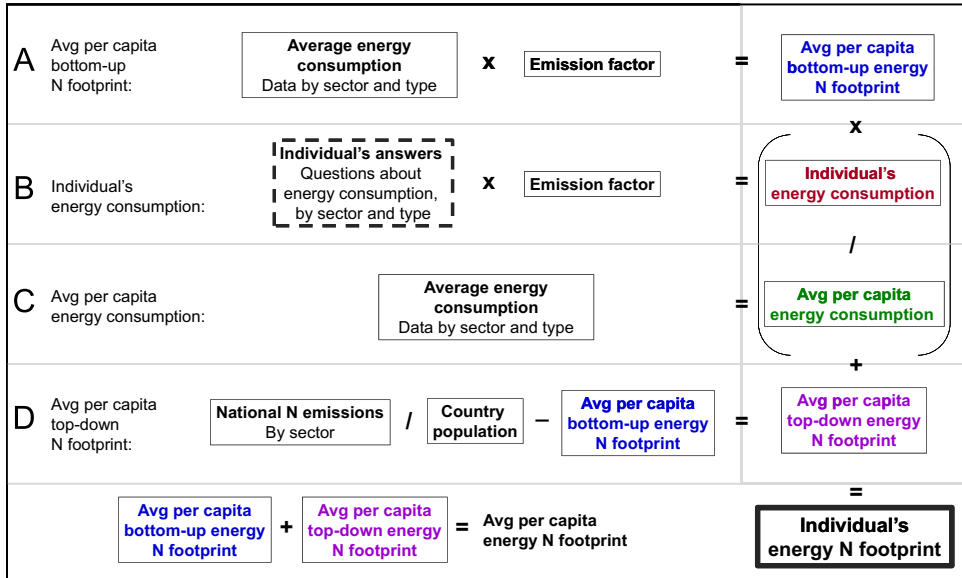 A
Avg per capita
bottom-up
N footprint:
Average energy
consumption
Data by sector and type
x
Emission factor
=
Avg per capita
bottom-up energy
N footprint
x
B
Individual's
energy consumption:
Individual's answers
Questions about
energy consumption,
by sector and type
x
Emission factor
=
Individual's
energy consumption
/
C
Avg per capita
energy consumption:
Average energy
consumption
Data by sector and type
=
Avg per capita
energy consumption
+
D
Avg per capita
top-down
N footprint:
National N emissions
By sector
/
Country
population
–
Avg per capita
bottom-up energy
N footprint
=
Avg per capita
top-down energy
N footprint
=
Avg per capita
bottom-up energy
N footprint
+
Avg per capita
top-down energy
N footprint
=
Avg per capita
energy N footprint
Individual's
energy N footprint